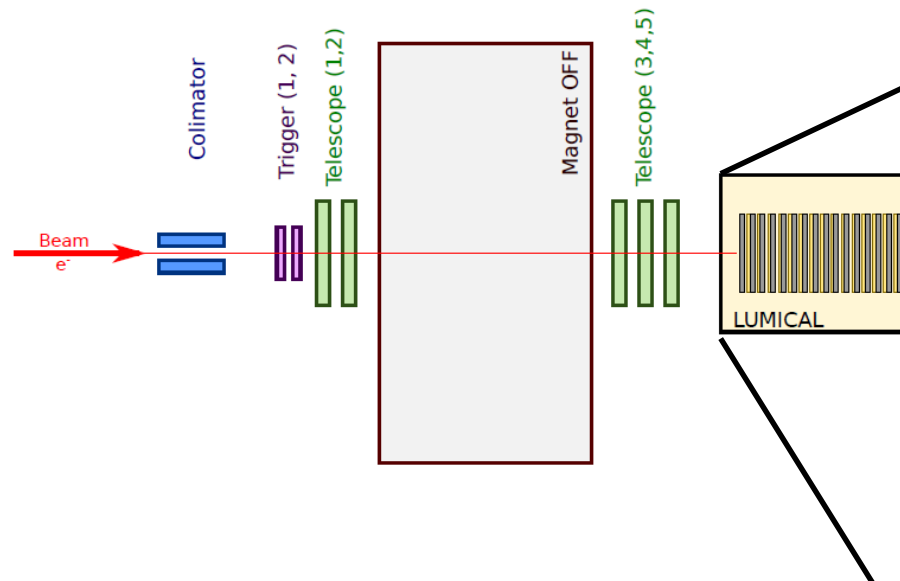 Colimator
Trigger (1, 2)
Telescope (1,2)
Magnet OFF
Telescope (3,4,5)
Beam
e-
LUMICAL